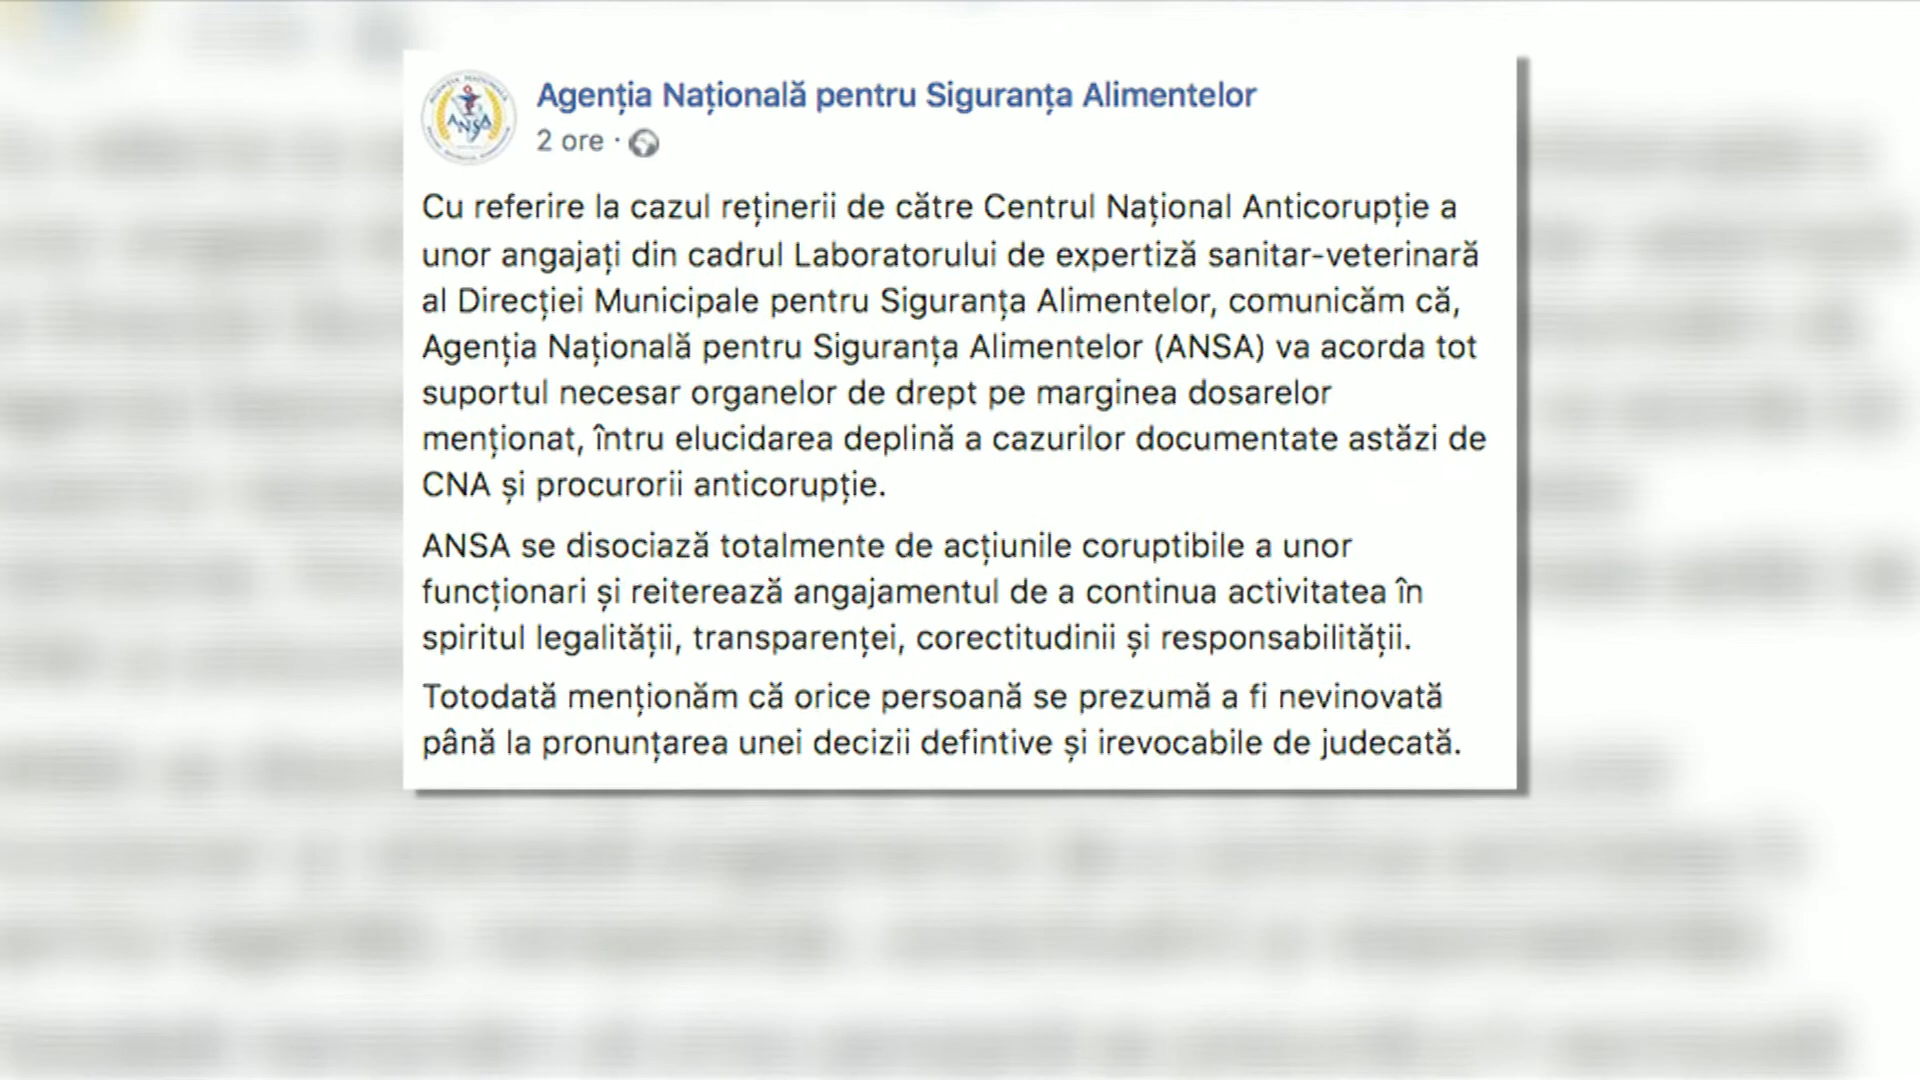 Agenția Națională pentru Siguranța Alimentelor
2 ore ·
Cu referire la cazul reținerii de către Centrul Național Anticorupție a
unor angajați din cadrul Laboratorului de expertiză sanitar-veterinară
al Direcției Municipale pentru Siguranța Alimentelor, comunicăm că,
Agenția Națională pentru Siguranța Alimentelor (ANSA) va acorda tot
suportul necesar organelor de drept pe marginea dosarelor
menționat, întru elucidarea deplină a cazurilor documentate astăzi de
CNA și procurorii anticorupție.
ANSA se disociază totalmente de acțiunile coruptibile a unor
funcționari și reiterează angajamentul de a continua activitatea în
spiritul legalității, transparenței, corectitudinii și responsabilității.
Totodată menționăm că orice persoană se prezumă a fi nevinovată
până la pronunțarea unei decizii defintive și irevocabile de judecată.
ANSA